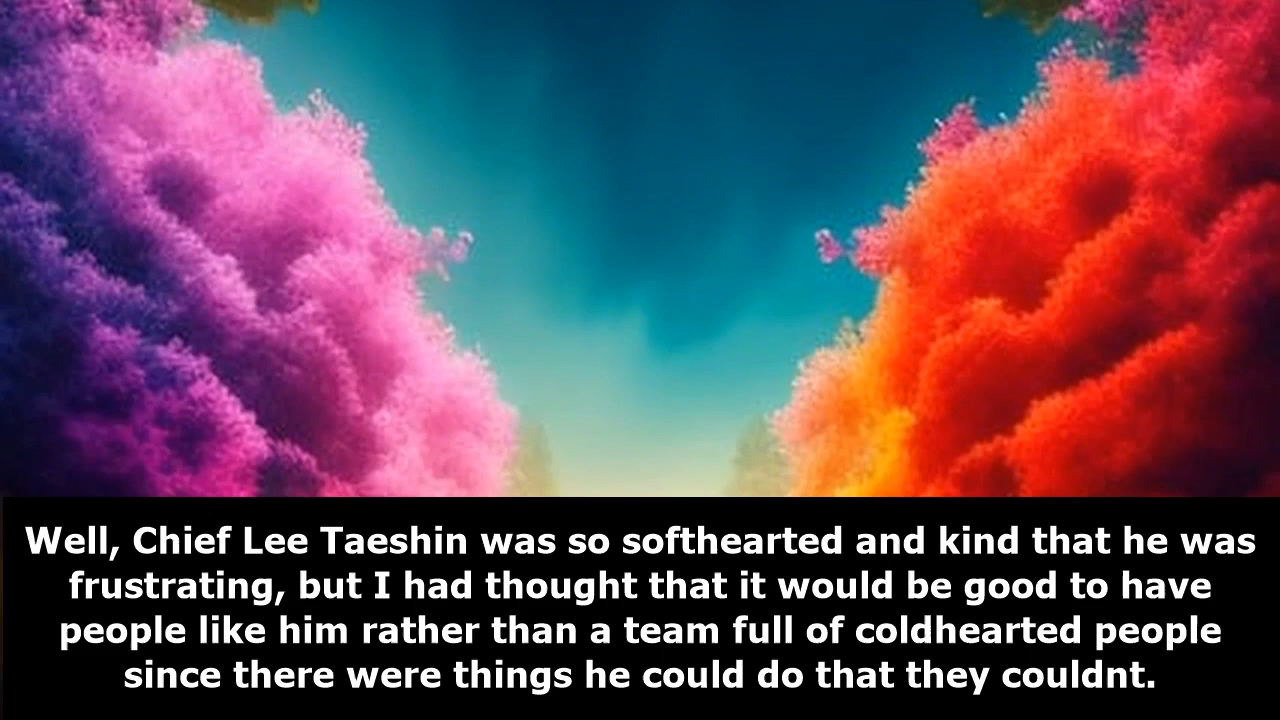 Well, Chief Lee Taeshin was so softhearted and kind that he was
frustrating, but I had thought that it would be good to have
people like him rather than a team full of coldhearted people
since there were things he could do that they couldnt.